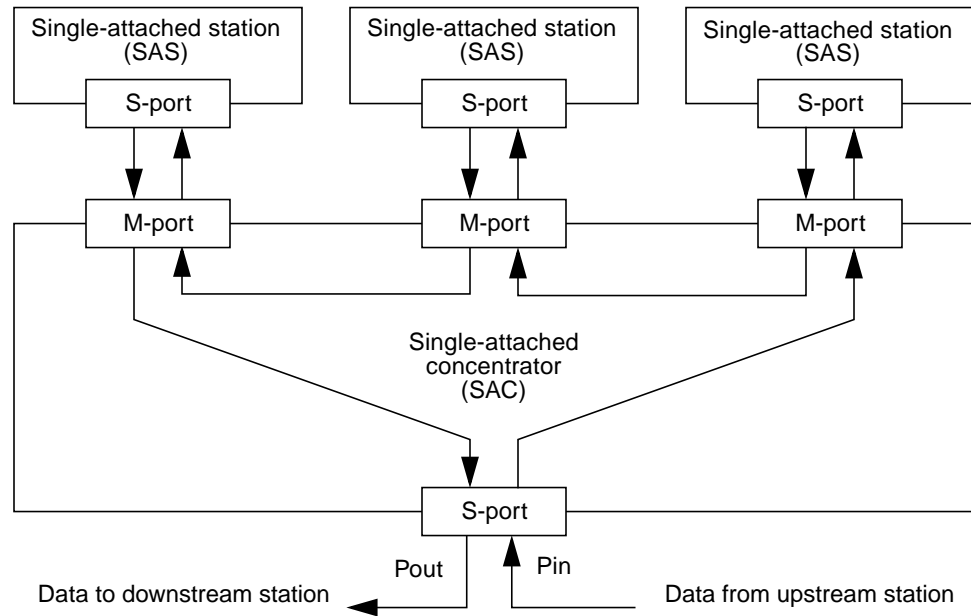 Single-attached station
(SAS)
Single-attached station
(SAS)
Single-attached station
(SAS)
S-port
S-port
S-port
M-port
M-port
M-port
Single-attached
concentrator
(SAC)
S-port
Pout
Pin
Data to downstream station
Data from upstream station